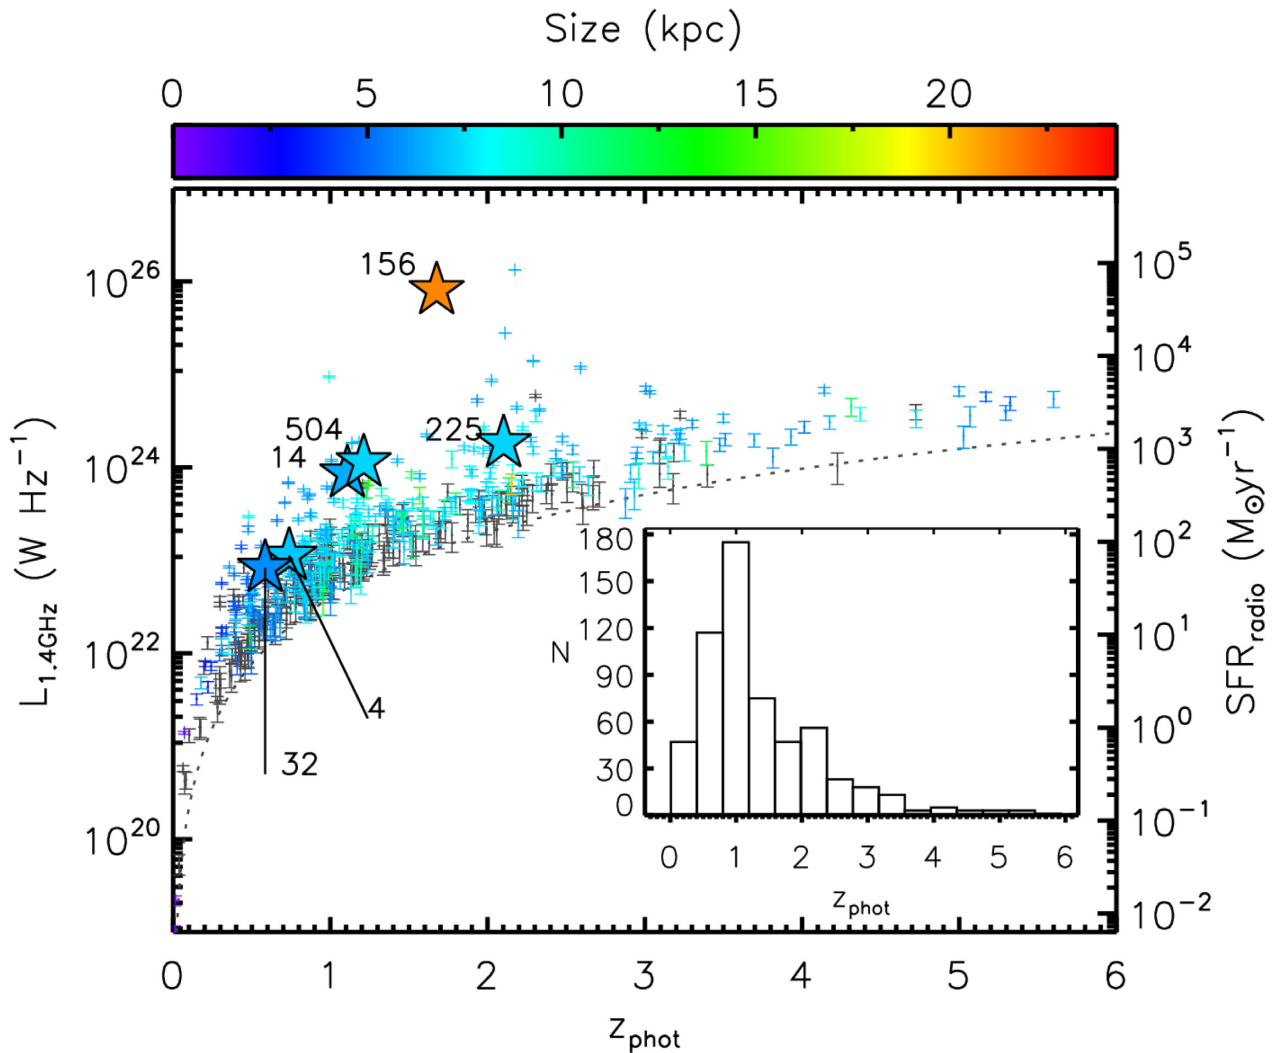 Size (kpc)
0 5 10 15 20
156
504
14
225
4
32
10^26
10^24
10^22
10^20
L_1.4GHz (W Hz^−1)
10^5
10^4
10^3
10^2
10^1
10^0
10^−1
10^−2
SFR_radio (M_⊙yr^−1)
180
150
120
90
60
30
0
N
0 1 2 3 4 5 6
z_phot
0 1 2 3 4 5 6
z_phot